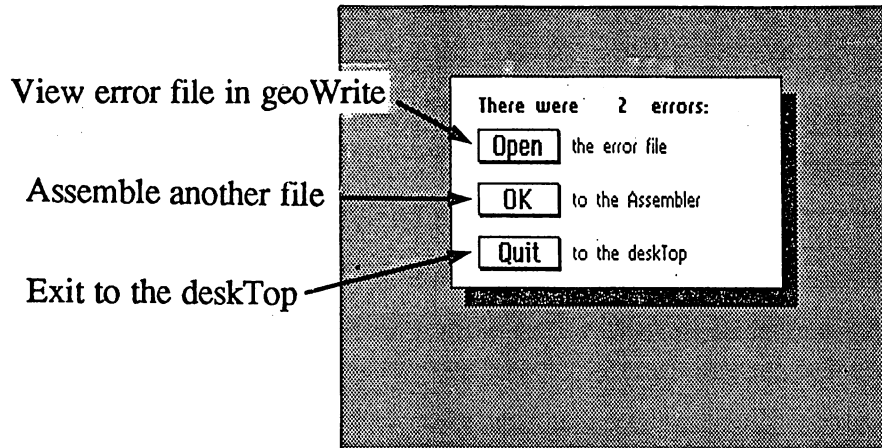 View error file in geoWrite
Assemble another file
Exit to the deskTop
There were 2 errors:
Open the error file
OK to the Assembler
Quit to the deskTop